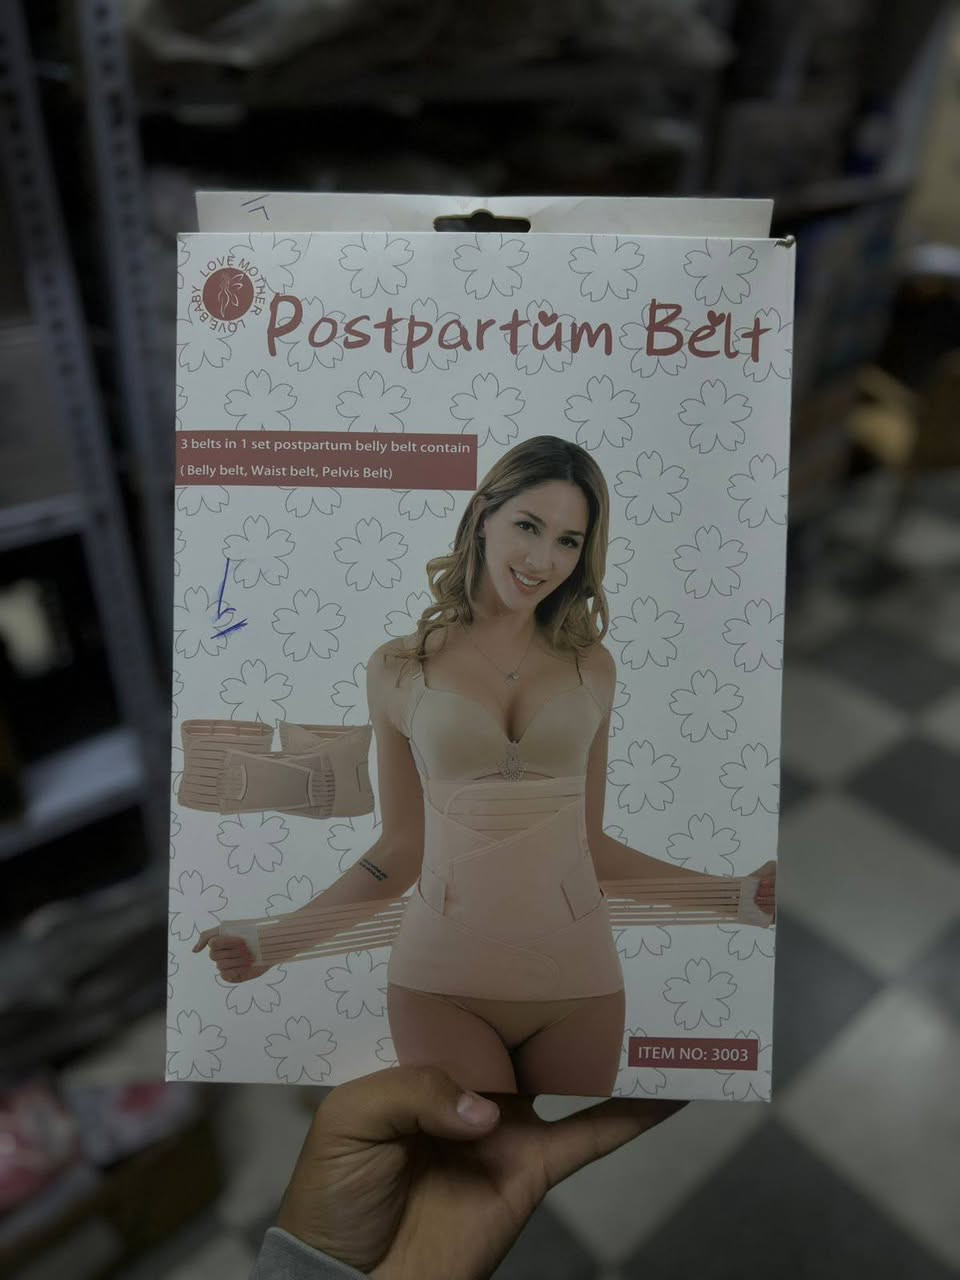 LOVE MOTHER LOVE BABY
Postpartum Belt
3 belts in 1 set postpartum belly belt contain
( Belly belt, Waist belt, Pelvis Belt)
ITEM NO: 3003